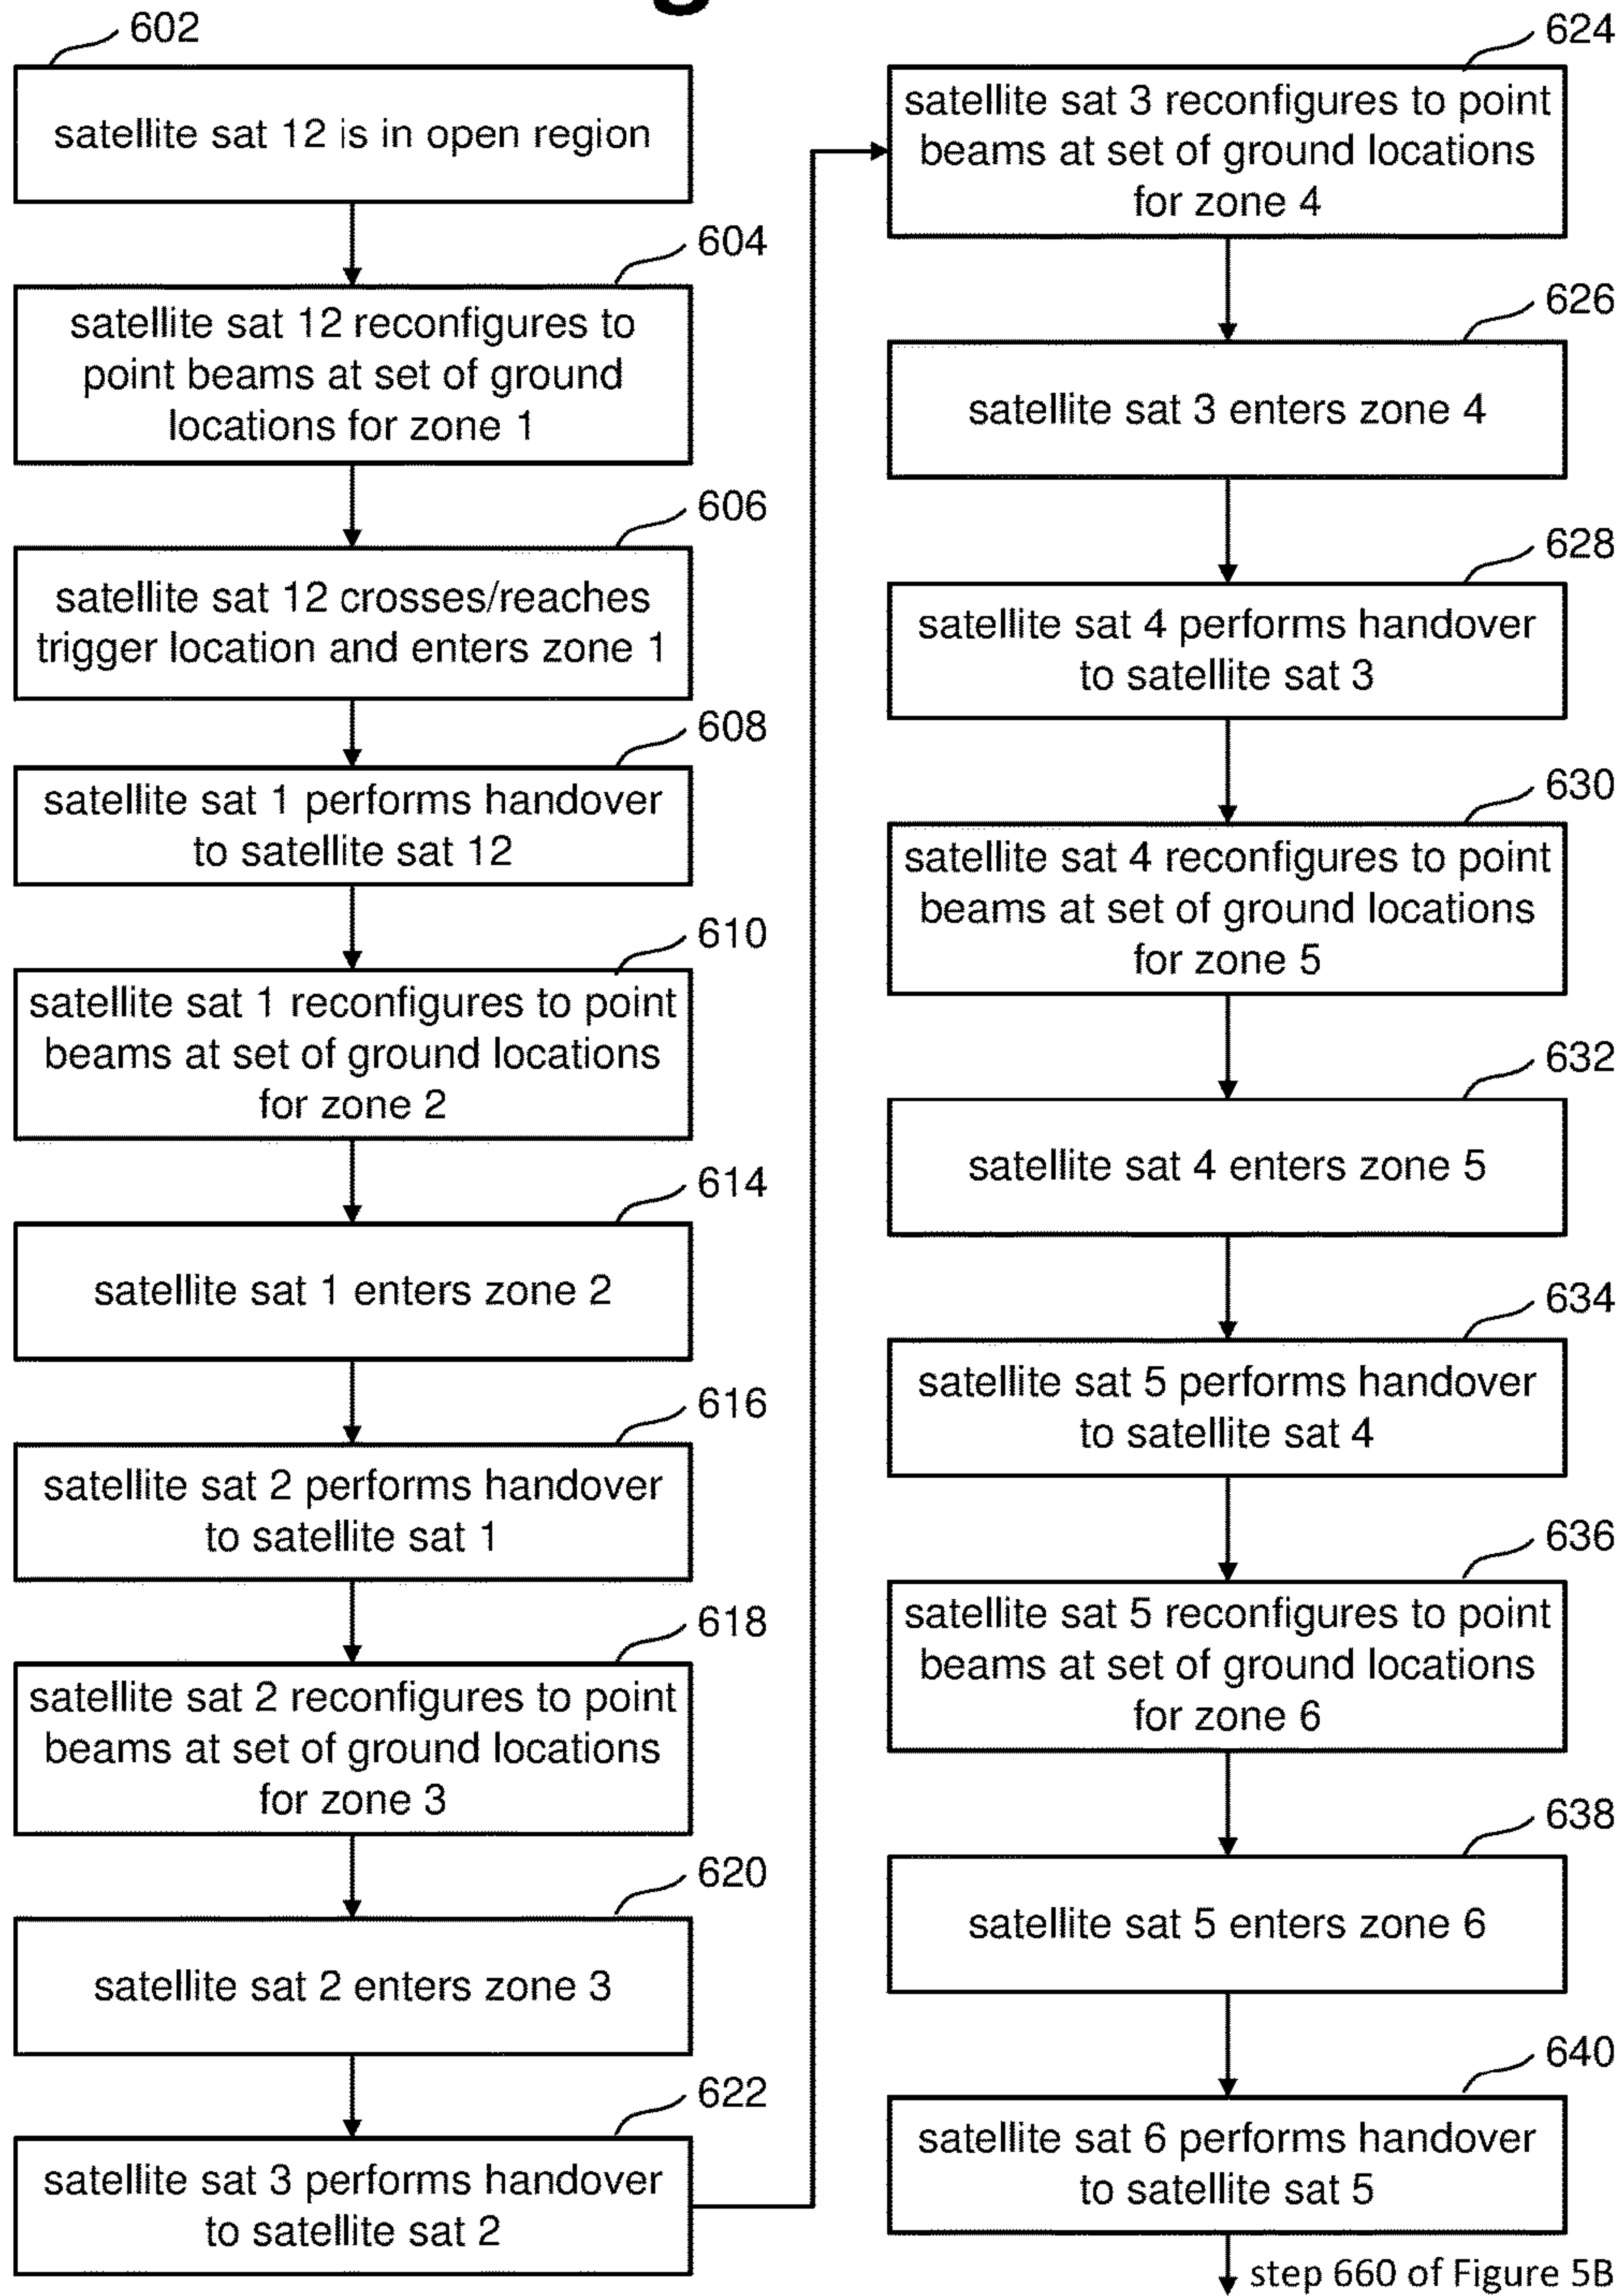 602
satellite sat 12 is in open region
604
satellite sat 12 reconfigures to
point beams at set of ground
locations for zone 1
606
satellite sat 12 crosses/reaches
trigger location and enters zone 1
608
satellite sat 1 performs handover
to satellite sat 12
610
satellite sat 1 reconfigures to point
beams at set of ground locations
for zone 2
614
satellite sat 1 enters zone 2
616
satellite sat 2 performs handover
to satellite sat 1
618
satellite sat 2 reconfigures to point
beams at set of ground locations
for zone 3
620
satellite sat 2 enters zone 3
622
satellite sat 3 performs handover
to satellite sat 2
624
satellite sat 3 reconfigures to point
beams at set of ground locations
for zone 4
626
satellite sat 3 enters zone 4
628
satellite sat 4 performs handover
to satellite sat 3
630
satellite sat 4 reconfigures to point
beams at set of ground locations
for zone 5
632
satellite sat 4 enters zone 5
634
satellite sat 5 performs handover
to satellite sat 4
636
satellite sat 5 reconfigures to point
beams at set of ground locations
for zone 6
638
satellite sat 5 enters zone 6
640
satellite sat 6 performs handover
to satellite sat 5
step 660 of Figure 5B